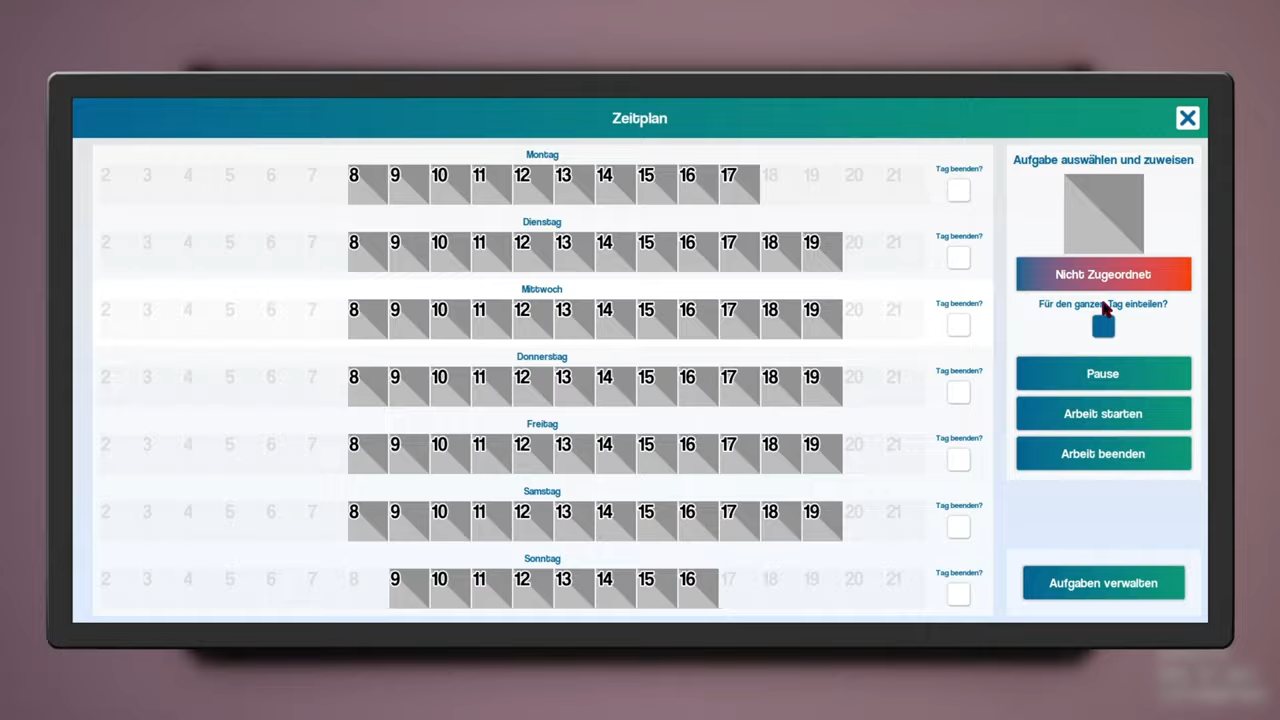 Zeitplan
Montag
2 3 4 5 6 7 8 9 10 11 12 13 14 15 16 17 18 19 20 21
Tag beenden?
Dienstag
2 3 4 5 6 7 8 9 10 11 12 13 14 15 16 17 18 19 20 21
Tag beenden?
Mittwoch
2 3 4 5 6 7 8 9 10 11 12 13 14 15 16 17 18 19 20 21
Tag beenden?
Donnerstag
2 3 4 5 6 7 8 9 10 11 12 13 14 15 16 17 18 19 20 21
Tag beenden?
Freitag
2 3 4 5 6 7 8 9 10 11 12 13 14 15 16 17 18 19 20 21
Tag beenden?
Samstag
2 3 4 5 6 7 8 9 10 11 12 13 14 15 16 17 18 19 20 21
Tag beenden?
Sonntag
2 3 4 5 6 7 8 9 10 11 12 13 14 15 16 17 18 19 20 21
Tag beenden?
Aufgabe auswählen und zuweisen
Nicht Zugeordnet
Für den ganzen Tag einteilen?
Pause
Arbeit starten
Arbeit beenden
Aufgaben verwalten